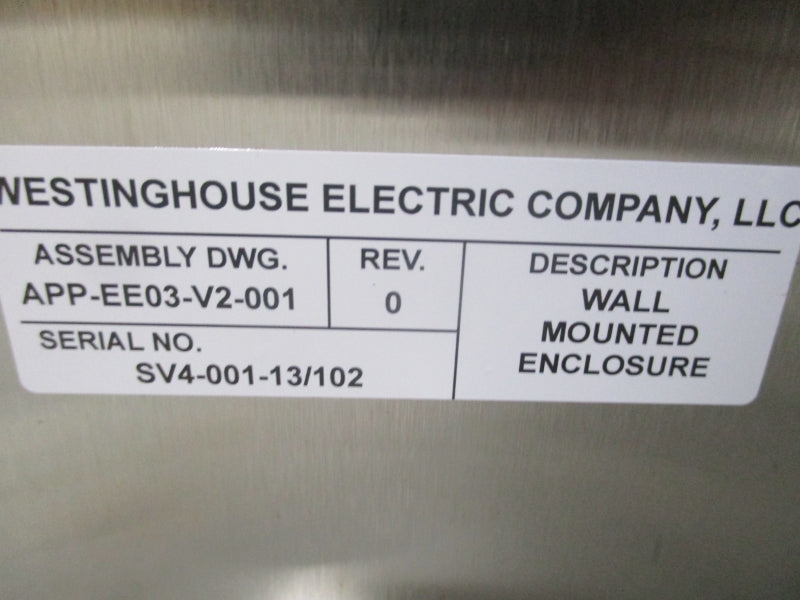 WESTINGHOUSE ELECTRIC COMPANY, LLC
ASSEMBLY DWG.
APP-EE03-V2-001
REV.
0
SERIAL NO.
SV4-001-13/102
DESCRIPTION
WALL
MOUNTED
ENCLOSURE